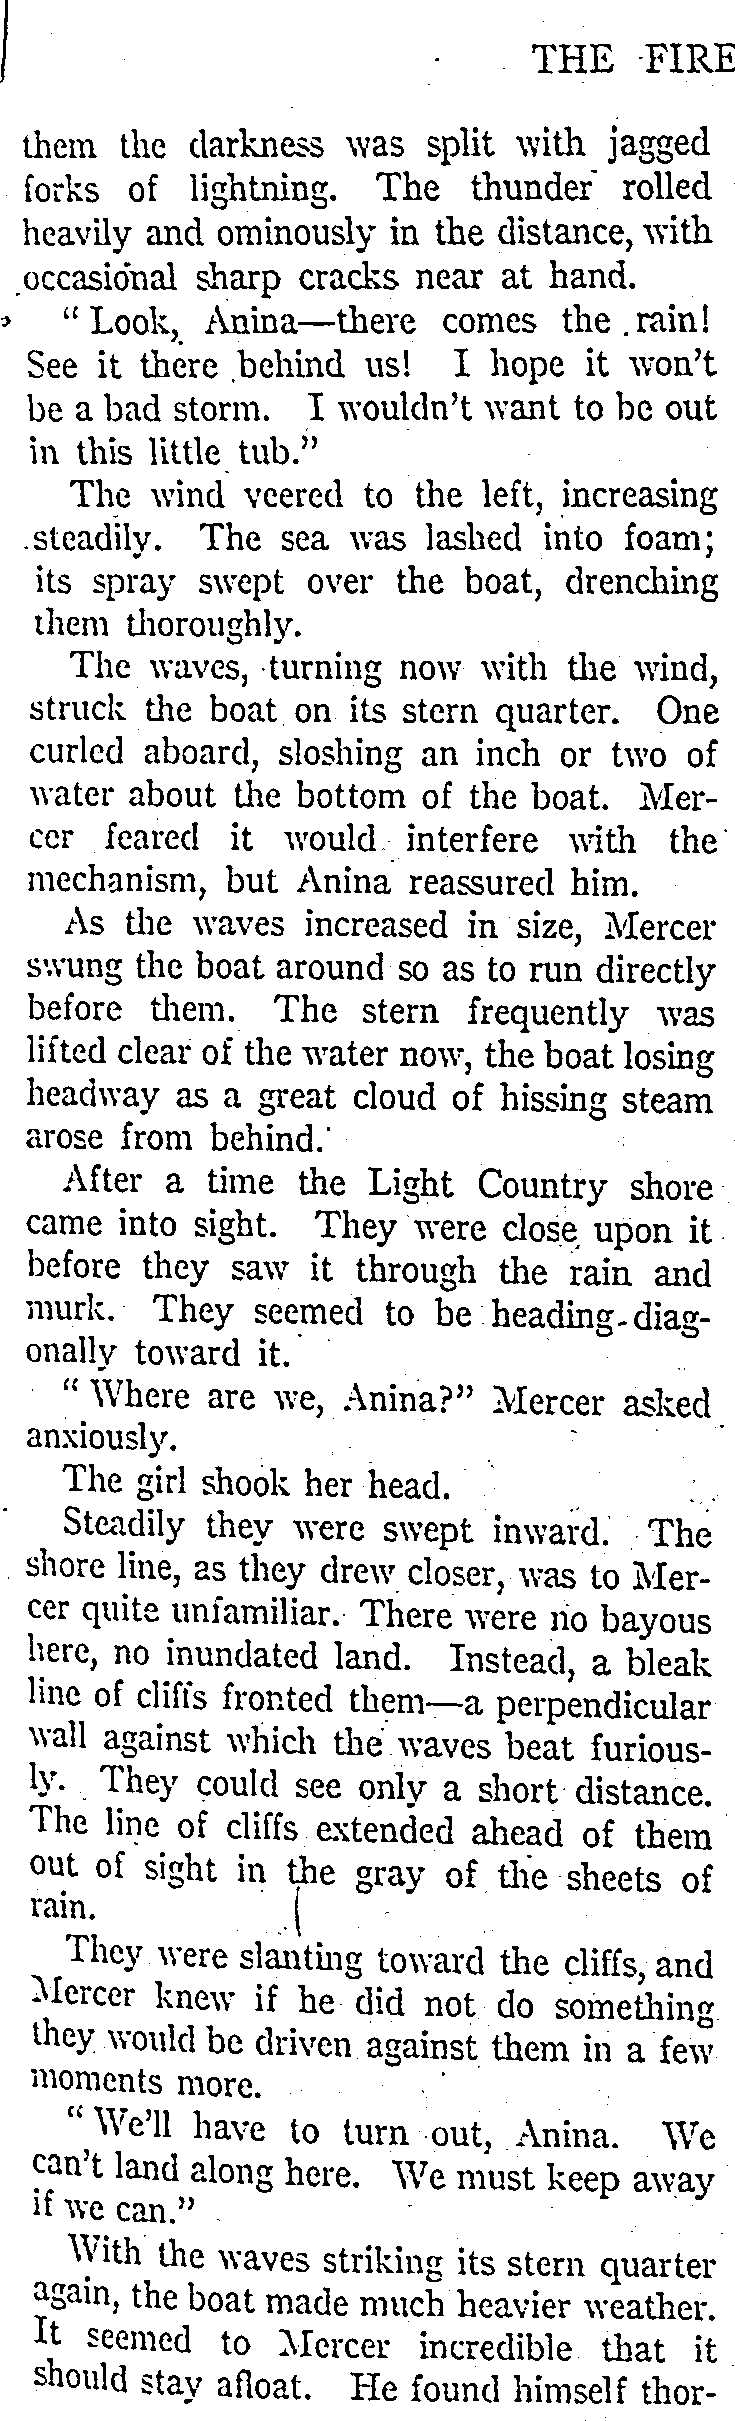 THE FIRE
them the darkness was split with jagged
forks of lightning. The thunder rolled
heavily and ominously in the distance, with
occasional sharp cracks near at hand.
“Look, Anina—there comes the rain!
See it there behind us! I hope it won't
be a bad storm. I wouldn't want to be out
in this little tub.”
The wind veered to the left, increasing
steadily. The sea was lashed into foam;
its spray swept over the boat, drenching
them thoroughly.
The waves, turning now with the wind,
struck the boat on its stern quarter. One
curled aboard, sloshing an inch or two of
water about the bottom of the boat. Mer-
cer feared it would interfere with the
mechanism, but Anina reassured him.
As the waves increased in size, Mercer
swung the boat around so as to run directly
before them. The stern frequently was
lifted clear of the water now, the boat losing
headway as a great cloud of hissing steam
arose from behind.
After a time the Light Country shore
came into sight. They were close upon it
before they saw it through the rain and
murk. They seemed to be heading diag-
onally toward it.
“Where are we, Anina?” Mercer asked
anxiously.
The girl shook her head.
Steadily they were swept inward. The
shore line, as they drew closer, was to Mer-
cer quite unfamiliar. There were no bayous
here, no inundated land. Instead, a bleak
line of cliffs fronted them—a perpendicular
wall against which the waves beat furious-
ly. They could see only a short distance.
The line of cliffs extended ahead of them
out of sight in the gray of the sheets of
rain.
They were slanting toward the cliffs, and
Mercer knew if he did not do something
they would be driven against them in a few
moments more.
“We'll have to turn out, Anina. We
can't land along here. We must keep away
if we can.”
With the waves striking its stern quarter
again, the boat made much heavier weather.
It seemed to Mercer incredible that it
should stay afloat. He found himself thor-